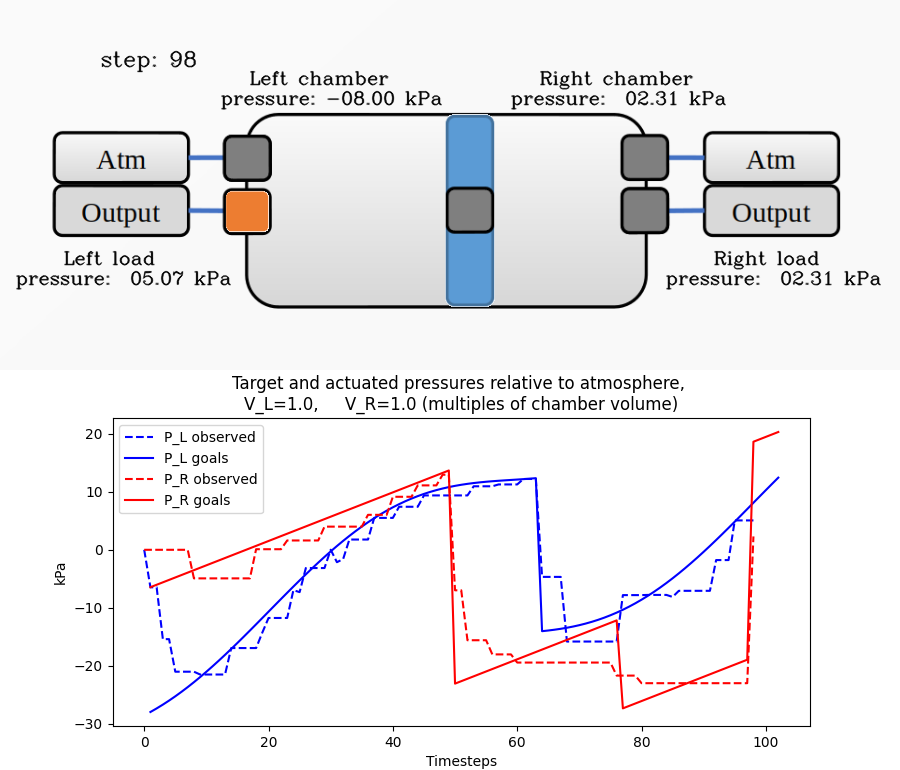 step: 98
Left chamber
pressure: −08.00 kPa
Right chamber
pressure:  02.31 kPa
Atm
Output
Atm
Output
Left load
pressure:  05.07 kPa
Right load
pressure:  02.31 kPa
Target and actuated pressures relative to atmosphere,
V_L=1.0,     V_R=1.0 (multiples of chamber volume)
P_L observed
P_L goals
P_R observed
P_R goals
kPa
20
10
0
−10
−20
−30
0 20 40 60 80 100
Timesteps